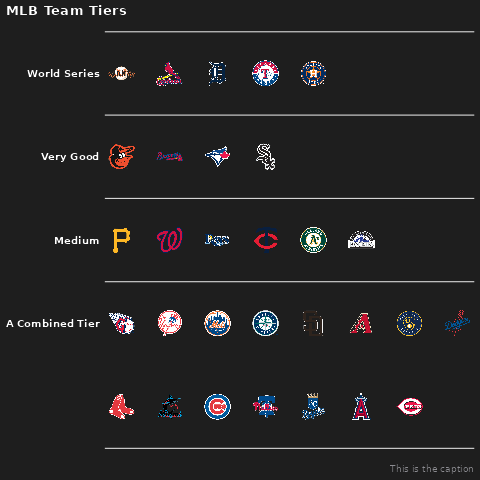 MLB Team Tiers
World Series
Very Good
Medium
A Combined Tier
This is the caption